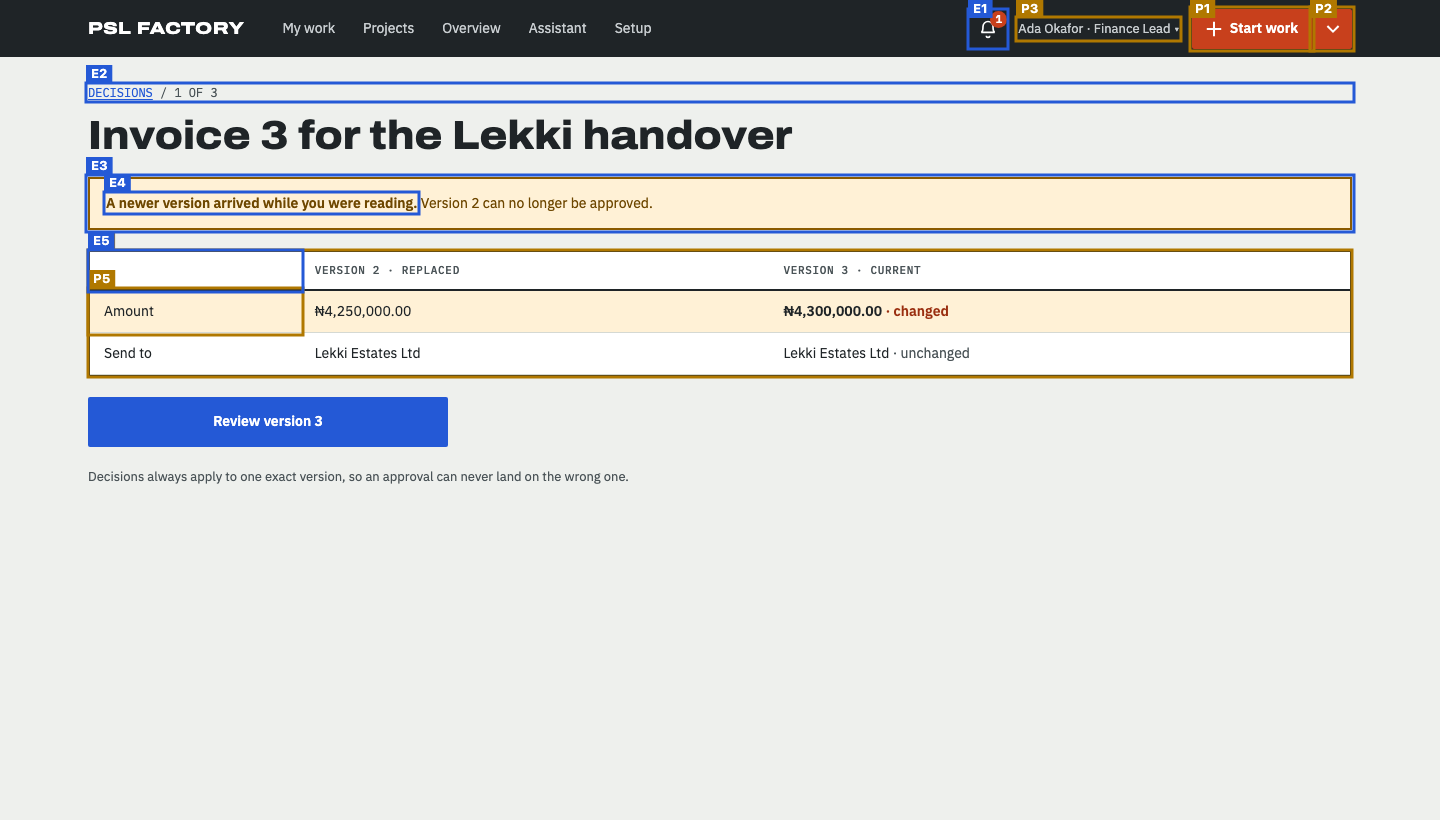 E1
P3
P1
P2
PSL FACTORY
My work
Projects
Overview
Assistant
Setup
1
Ada Okafor · Finance Lead ▾
Start work
E2
DECISIONS / 1 OF 3
Invoice 3 for the Lekki handover
E3
E4
A newer version arrived while you were reading. Version 2 can no longer be approved.
E5
VERSION 2 · REPLACED
VERSION 3 · CURRENT
P5
Amount
₦4,250,000.00
₦4,300,000.00 · changed
Send to
Lekki Estates Ltd
Lekki Estates Ltd · unchanged
Review version 3
Decisions always apply to one exact version, so an approval can never land on the wrong one.